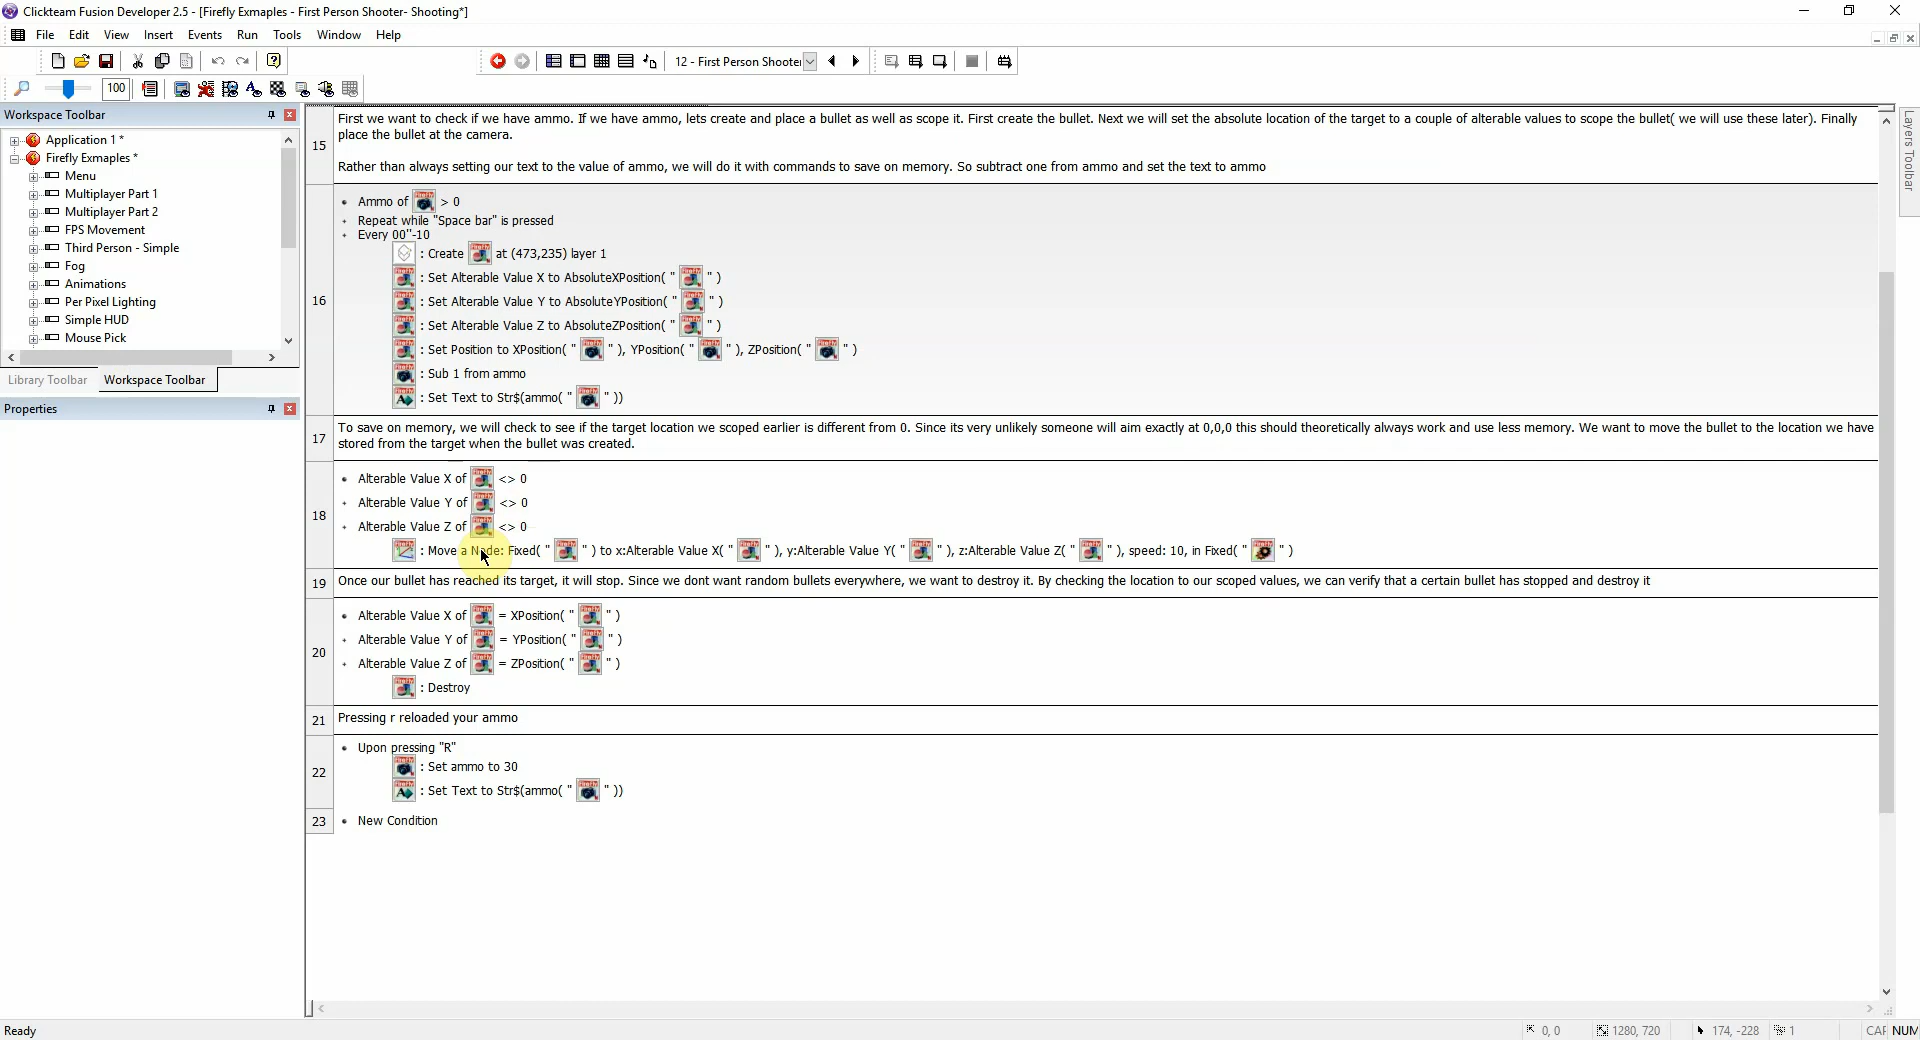 Clickteam Fusion Developer 2.5 - [Firefly Exmaples - First Person Shooter- Shooting*]
File Edit View Insert Events Run Tools Window Help
12 - First Person Shooter
100
Workspace Toolbar
Application 1 *
Firefly Exmaples *
Menu
Multiplayer Part 1
Multiplayer Part 2
FPS Movement
Third Person - Simple
Fog
Animations
Per Pixel Lighting
Simple HUD
Mouse Pick
Library Toolbar Workspace Toolbar
Properties
Layers Toolbar
15
First we want to check if we have ammo. If we have ammo, lets create and place a bullet as well as scope it. First create the bullet. Next we will set the absolute location of the target to a couple of alterable values to scope the bullet( we will use these later). Finally
place the bullet at the camera.
Rather than always setting our text to the value of ammo, we will do it with commands to save on memory. So subtract one from ammo and set the text to ammo
16
Ammo of > 0
Repeat while "Space bar" is pressed
Every 00"-10
: Create at (473,235) layer 1
: Set Alterable Value X to AbsoluteXPosition( " " )
: Set Alterable Value Y to AbsoluteYPosition( " " )
: Set Alterable Value Z to AbsoluteZPosition( " " )
: Set Position to XPosition( " " ), YPosition( " " ), ZPosition( " " )
: Sub 1 from ammo
: Set Text to Str$(ammo( " " ))
17
To save on memory, we will check to see if the target location we scoped earlier is different from 0. Since its very unlikely someone will aim exactly at 0,0,0 this should theoretically always work and use less memory. We want to move the bullet to the location we have
stored from the target when the bullet was created.
18
Alterable Value X of <> 0
Alterable Value Y of <> 0
Alterable Value Z of <> 0
: Move a Node: Fixed( " " ) to x:Alterable Value X( " " ), y:Alterable Value Y( " " ), z:Alterable Value Z( " " ), speed: 10, in Fixed( " " )
19
Once our bullet has reached its target, it will stop. Since we dont want random bullets everywhere, we want to destroy it. By checking the location to our scoped values, we can verify that a certain bullet has stopped and destroy it
20
Alterable Value X of = XPosition( " " )
Alterable Value Y of = YPosition( " " )
Alterable Value Z of = ZPosition( " " )
: Destroy
21
Pressing r reloaded your ammo
22
Upon pressing "R"
: Set ammo to 30
: Set Text to Str$(ammo( " " ))
23
New Condition
Ready
0, 0
1280, 720
174, -228
1
CAP NUM